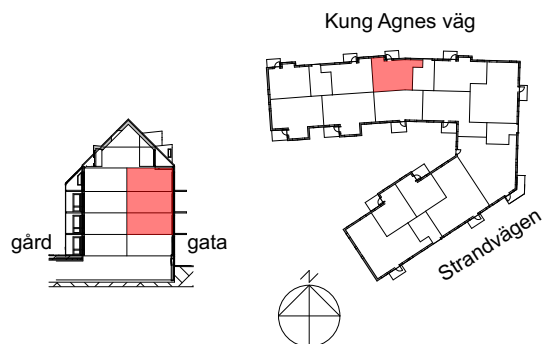 Kung Agnes väg
gård
gata
Strandvägen
N